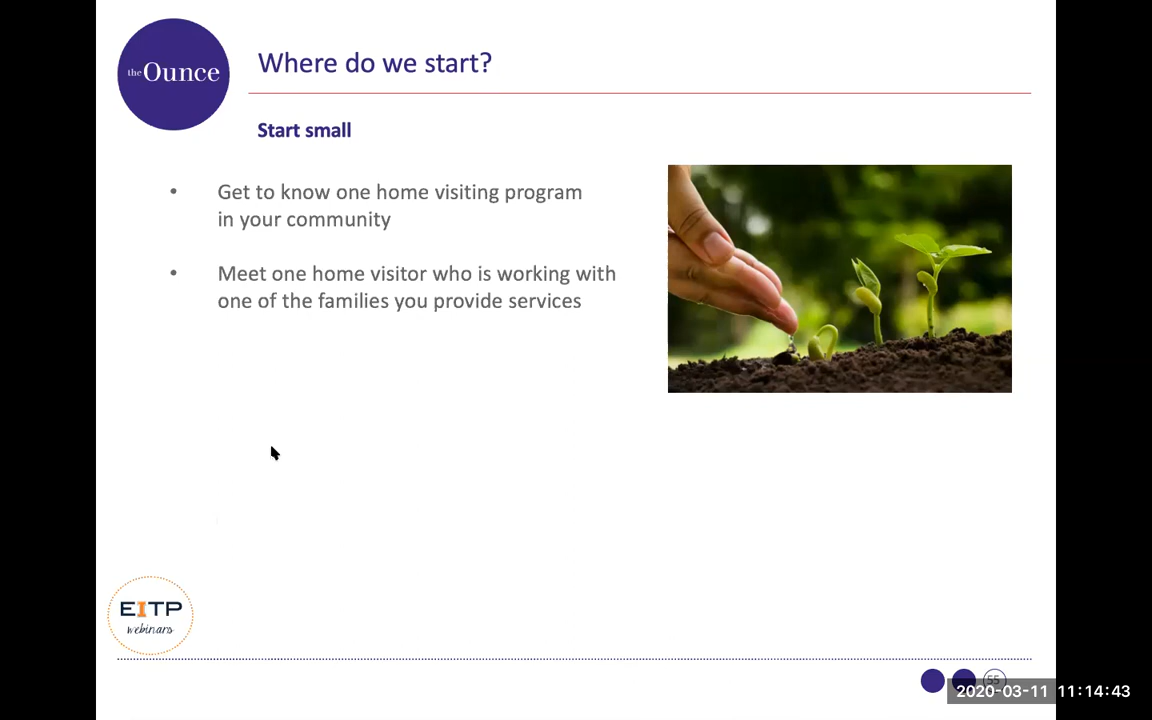 the Ounce
Where do we start?
Start small
• Get to know one home visiting program
in your community
• Meet one home visitor who is working with
one of the families you provide services
EITP
webinars
55
2020-03-11 11:14:43